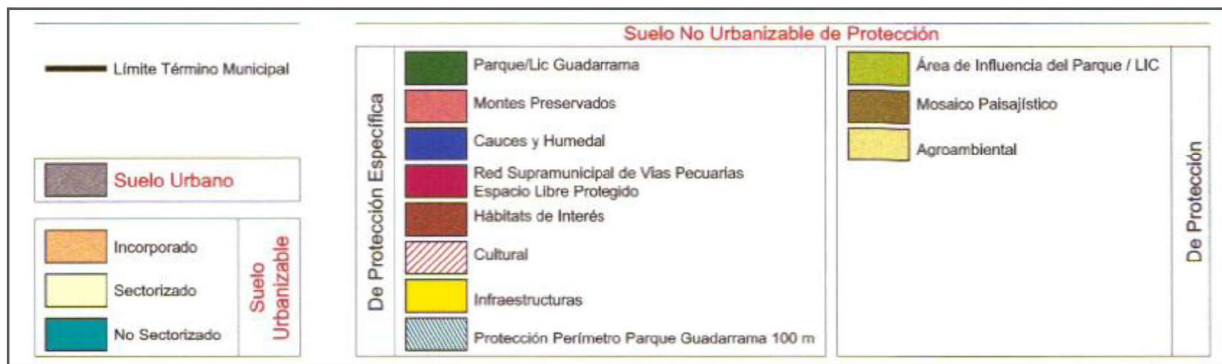 Límite Término Municipal
Suelo Urbano
Incorporado
Sectorizado
No Sectorizado
Suelo
Urbanizable
Suelo No Urbanizable de Protección
De Protección Específica
Parque/Lic Guadarrama
Montes Preservados
Cauces y Humedal
Red Supramunicipal de Vías Pecuarias
Espacio Libre Protegido
Hábitats de Interés
Cultural
Infraestructuras
Protección Perímetro Parque Guadarrama 100 m
Área de Influencia del Parque / LIC
Mosaico Paisajístico
Agroambiental
De Protección